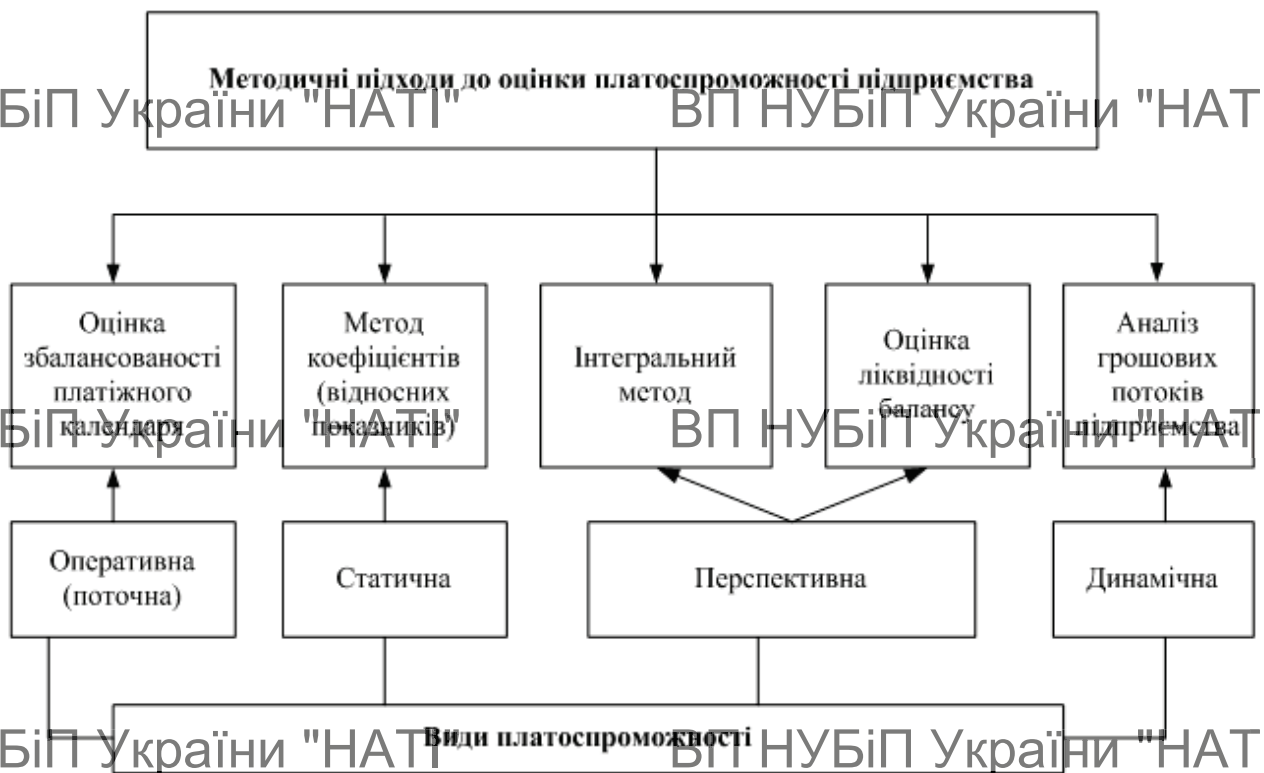 Методичні підходи до оцінки платоспроможності підприємства
БіП України "НАТІ" ВП НУБіП України "НАТ
Оцінка
збалансованості
платіжного
календаря
Метод
коефіцієнтів
(відносних
показників)
Інтегральний
метод
Оцінка
ліквідності
балансу
Аналіз
грошових
потоків
підприємства
БіП України "НАТІ" ВП НУБіП України "НАТ
Оперативна
(поточна)
Статична
Перспективна
Динамічна
Види платоспроможності
БіП України "НАТІ" ВП НУБіП України "НАТ